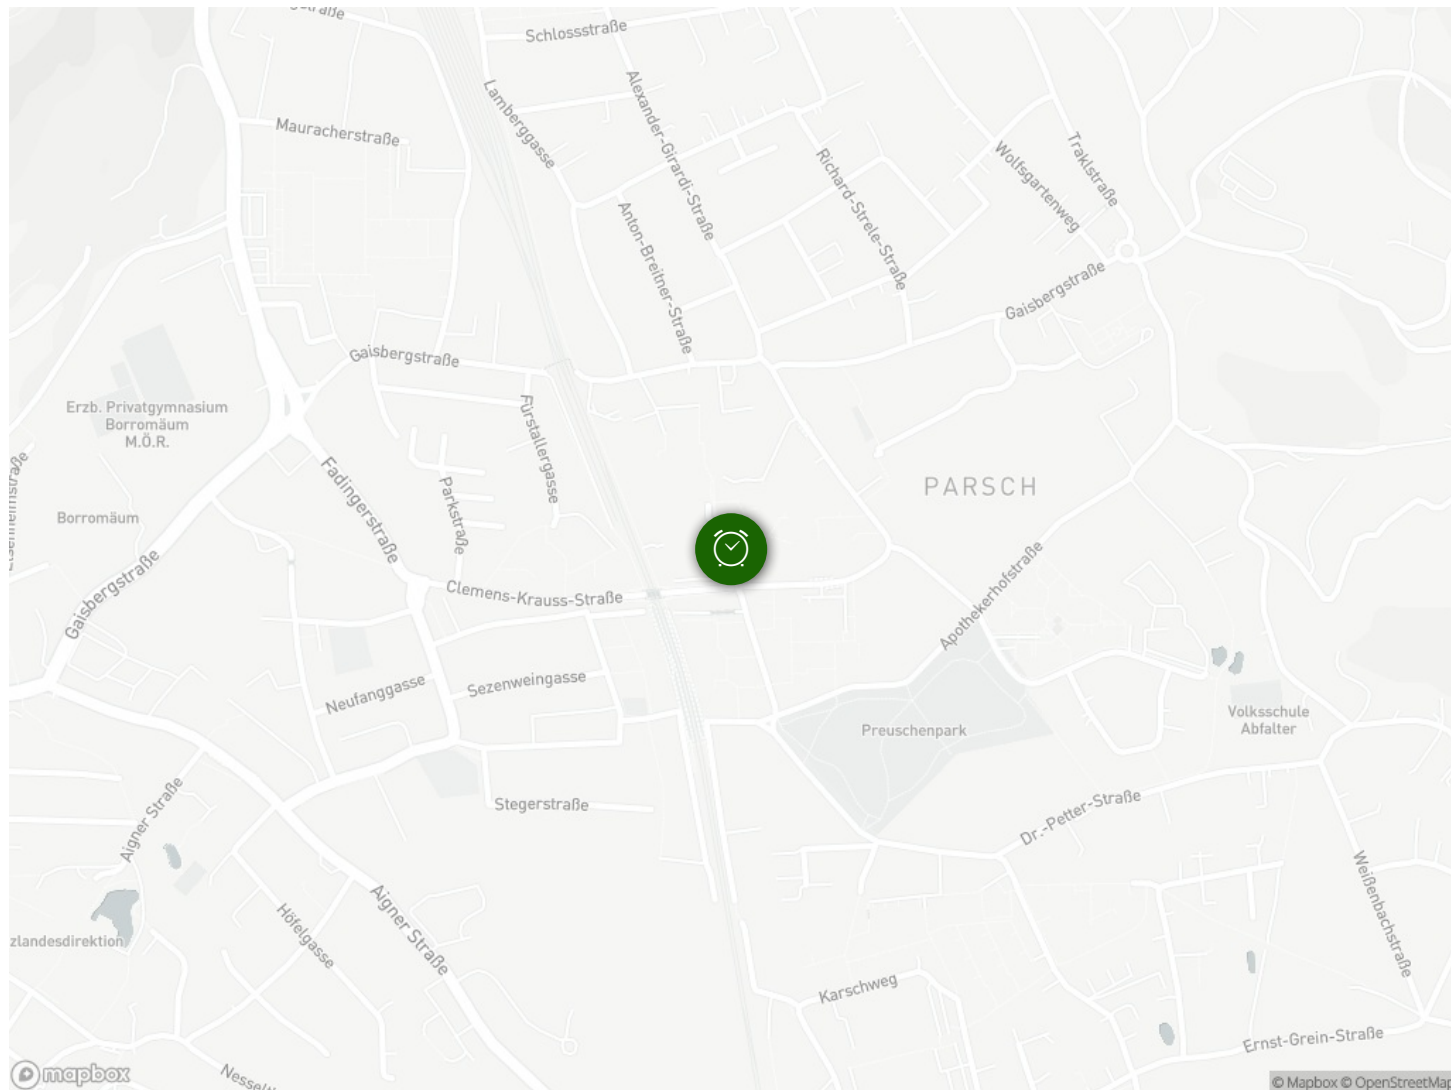 Schlossstraße
Lamberggasse
Alexander-Girardi-Straße
Mauracherstraße
Richard-Strele-Straße
Wolfsgartenweg
Traklstraße
Anton-Breitner-Straße
Gaisbergstraße
Gaisbergstraße
Erzb. Privatgymnasium
Borromäum
M.Ö.R.
Fürstallergasse
Fadingerstraße
Parkstraße
PARSCH
Borromäum
Gaisbergstraße
Clemens-Krauss-Straße
Apothekerhofstraße
Sezenweingasse
Neufanggasse
Preuschenpark
Volksschule
Abfalter
Stegerstraße
Dr.-Petter-Straße
Aigner Straße
Weißenbachstraße
Aigner Straße
Höfelgasse
zlandesdirektion
Karschweg
Ernst-Grein-Straße
mapbox
© Mapbox © OpenStreetMap